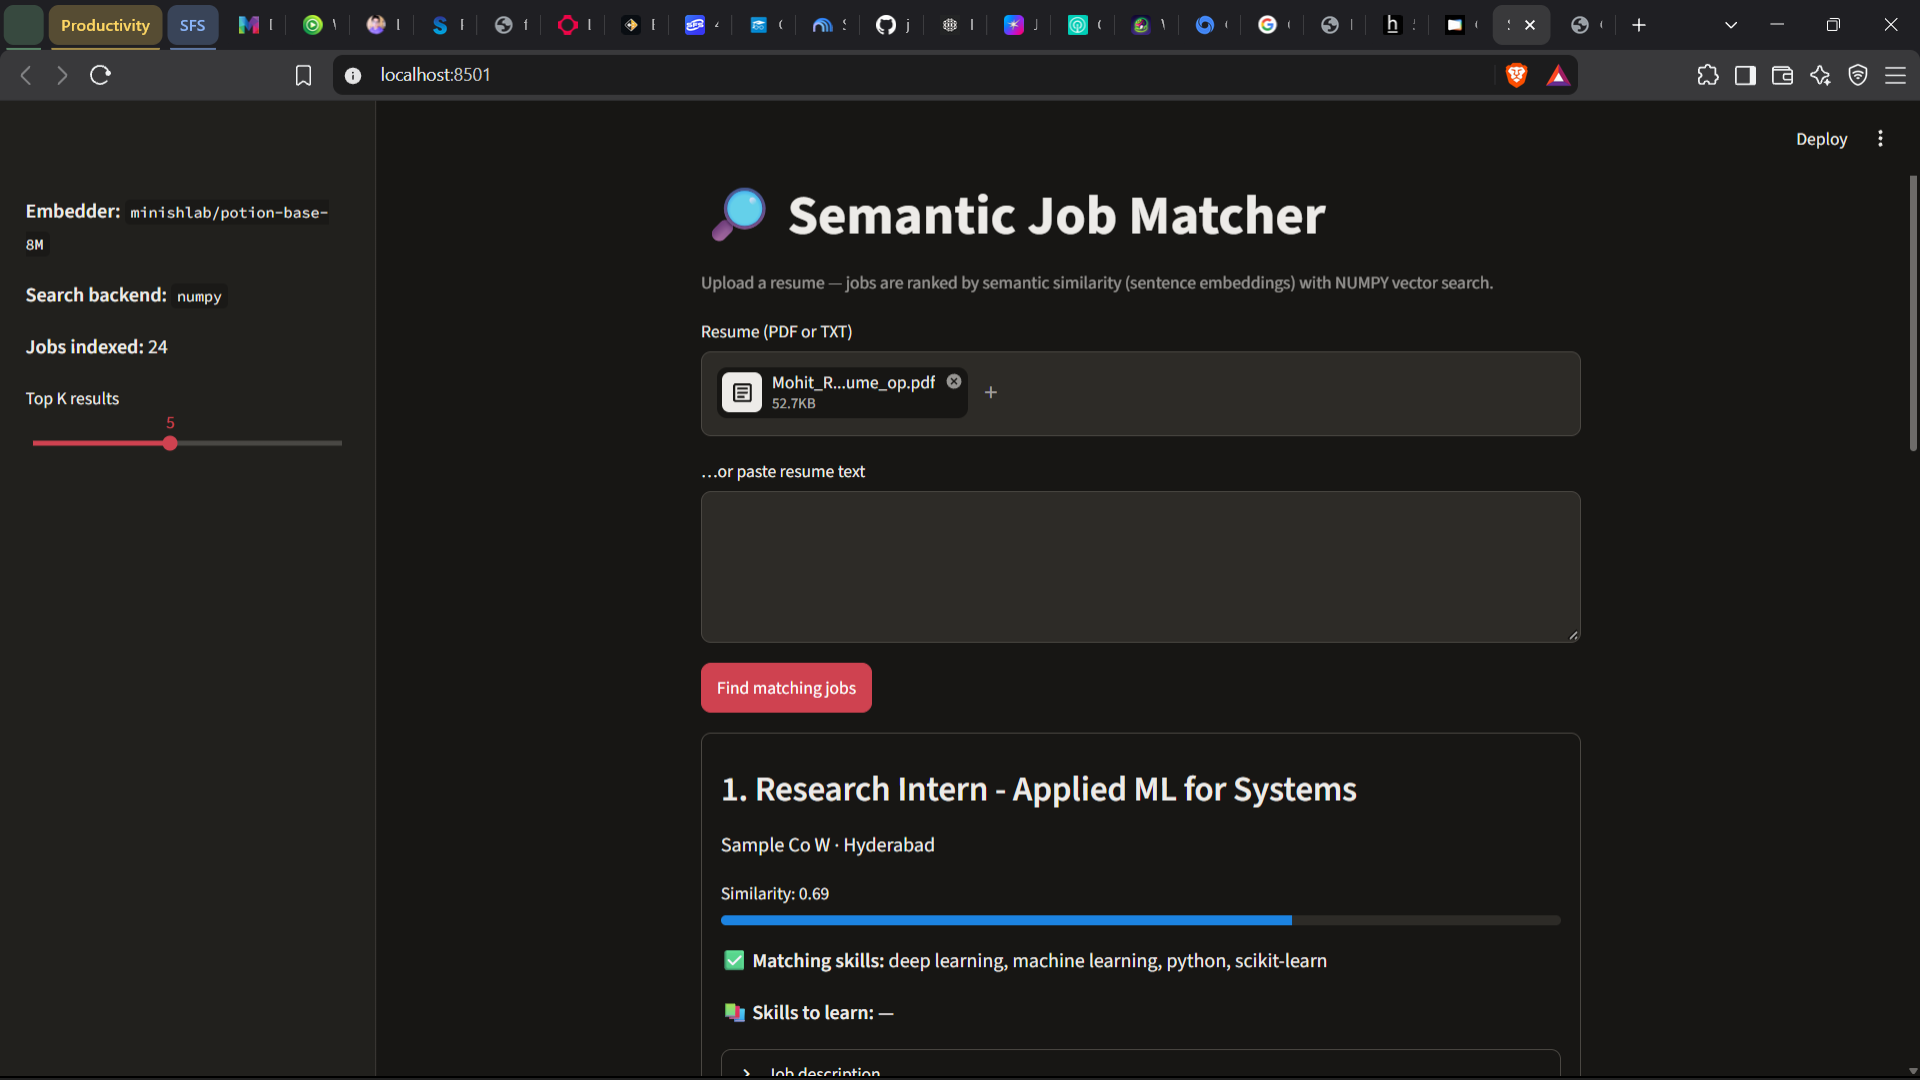 Productivity
SFS
localhost:8501
Deploy
Embedder: minishlab/potion-base-
8M
Search backend: numpy
Jobs indexed: 24
Top K results
5
Semantic Job Matcher
Upload a resume — jobs are ranked by semantic similarity (sentence embeddings) with NUMPY vector search.
Resume (PDF or TXT)
Mohit_R...ume_op.pdf
52.7KB
...or paste resume text
Find matching jobs
1. Research Intern - Applied ML for Systems
Sample Co W · Hyderabad
Similarity: 0.69
Matching skills: deep learning, machine learning, python, scikit-learn
Skills to learn: —
Job description